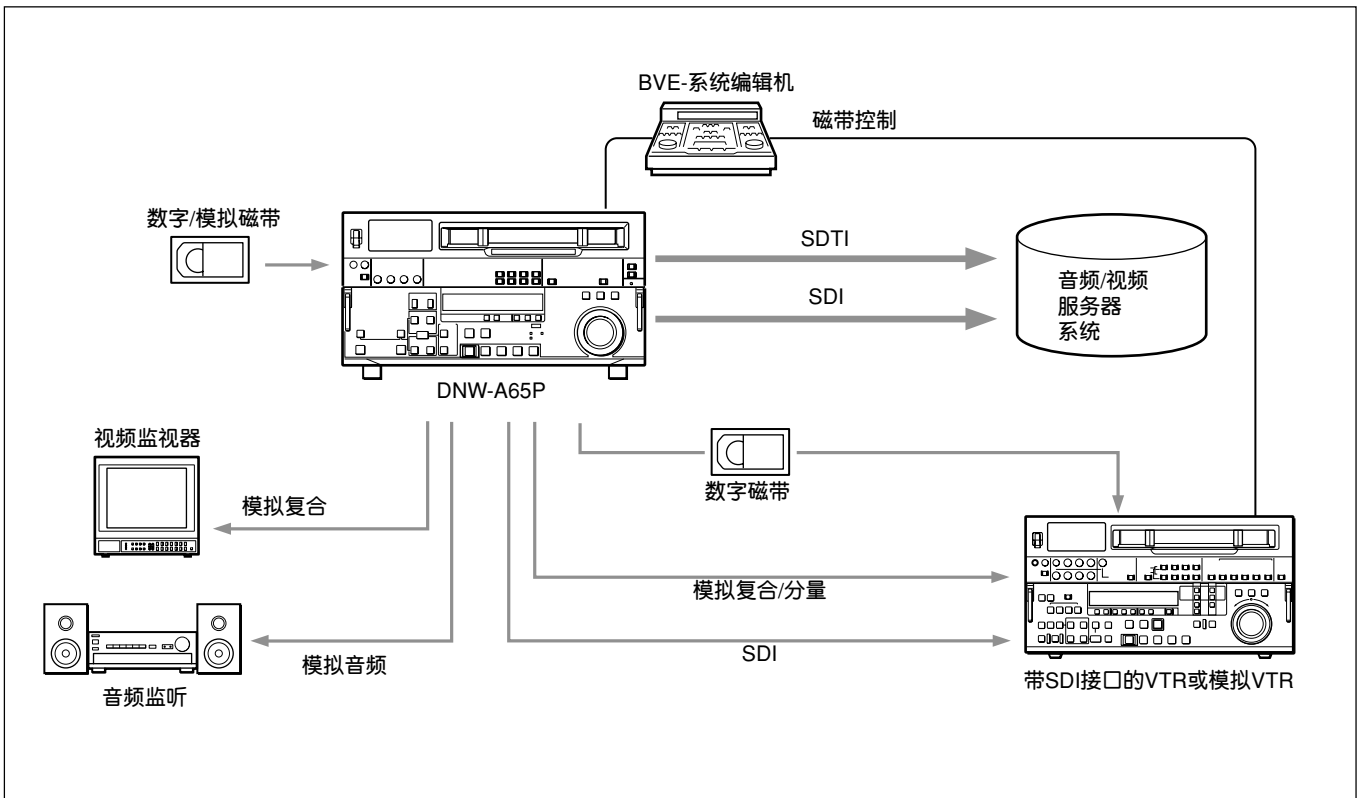 BVE-系统编辑机
磁带控制
数字/模拟磁带
SDTI
SDI
音频/视频
服务器
系统
DNW-A65P
视频监视器
模拟复合
数字磁带
模拟复合/分量
模拟音频
SDI
音频监听
带SDI接口的VTR或模拟VTR